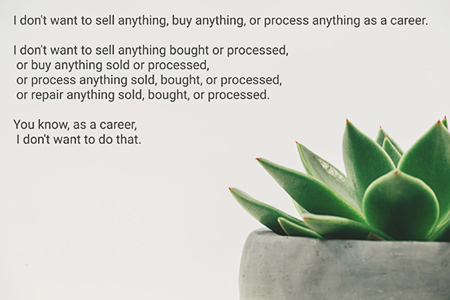 I don't want to sell anything, buy anything, or process anything as a career.
I don't want to sell anything bought or processed,
or buy anything sold or processed,
or process anything sold, bought, or processed,
or repair anything sold, bought, or processed.
You know, as a career,
I don't want to do that.